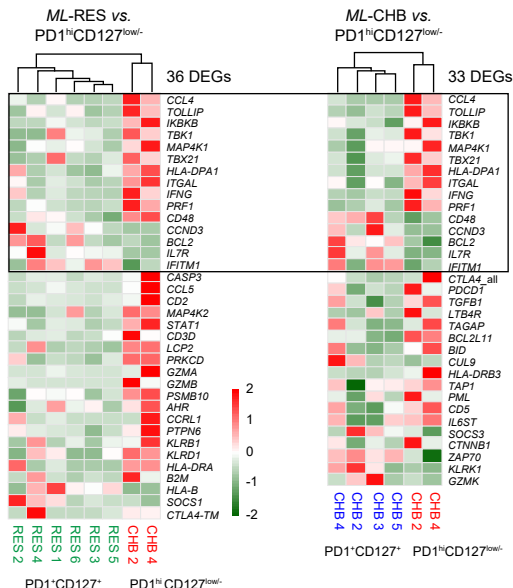 ML-RES vs.
PD1hiCD127low/-
36 DEGs
CCL4
TOLLIP
IKBKB
TBK1
MAP4K1
TBX21
HLA-DPA1
ITGAL
IFNG
PRF1
CD48
CCND3
BCL2
IL7R
IFITM1
CASP3
CCL5
CD2
MAP4K2
STAT1
CD3D
LCP2
PRKCD
GZMA
GZMB
PSMB10
AHR
CCRL1
PTPN6
KLRB1
KLRD1
HLA-DRA
B2M
HLA-B
SOCS1
CTLA4-TM
RES 2
RES 4
RES 1
RES 6
RES 3
RES 5
CHB 2
CHB 4
PD1+CD127+
PD1hiCD127low/-
2
1
0
-1
-2
ML-CHB vs.
PD1hiCD127low/-
33 DEGs
CCL4
TOLLIP
IKBKB
TBK1
MAP4K1
TBX21
HLA-DPA1
ITGAL
IFNG
PRF1
CD48
CCND3
BCL2
IL7R
IFITM1
CTLA4_all
PDCD1
TGFB1
LTB4R
TAGAP
BCL2L11
BID
CUL9
HLA-DRB3
TAP1
PML
CD5
IL6ST
SOCS3
CTNNB1
ZAP70
KLRK1
GZMK
CHB 4
CHB 2
CHB 3
CHB 5
CHB 2
CHB 4
PD1+CD127+
PD1hiCD127low/-